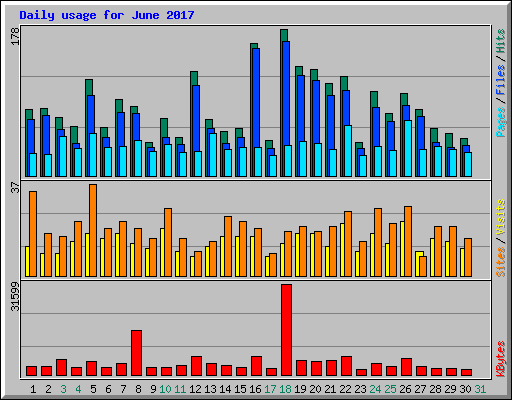 Daily usage for June 2017
178
Pages / Files / Hits
37
Sites / Visits
31599
KBytes
1 2 3 4 5 6 7 8 9 10 11 12 13 14 15 16 17 18 19 20 21 22 23 24 25 26 27 28 29 30 31